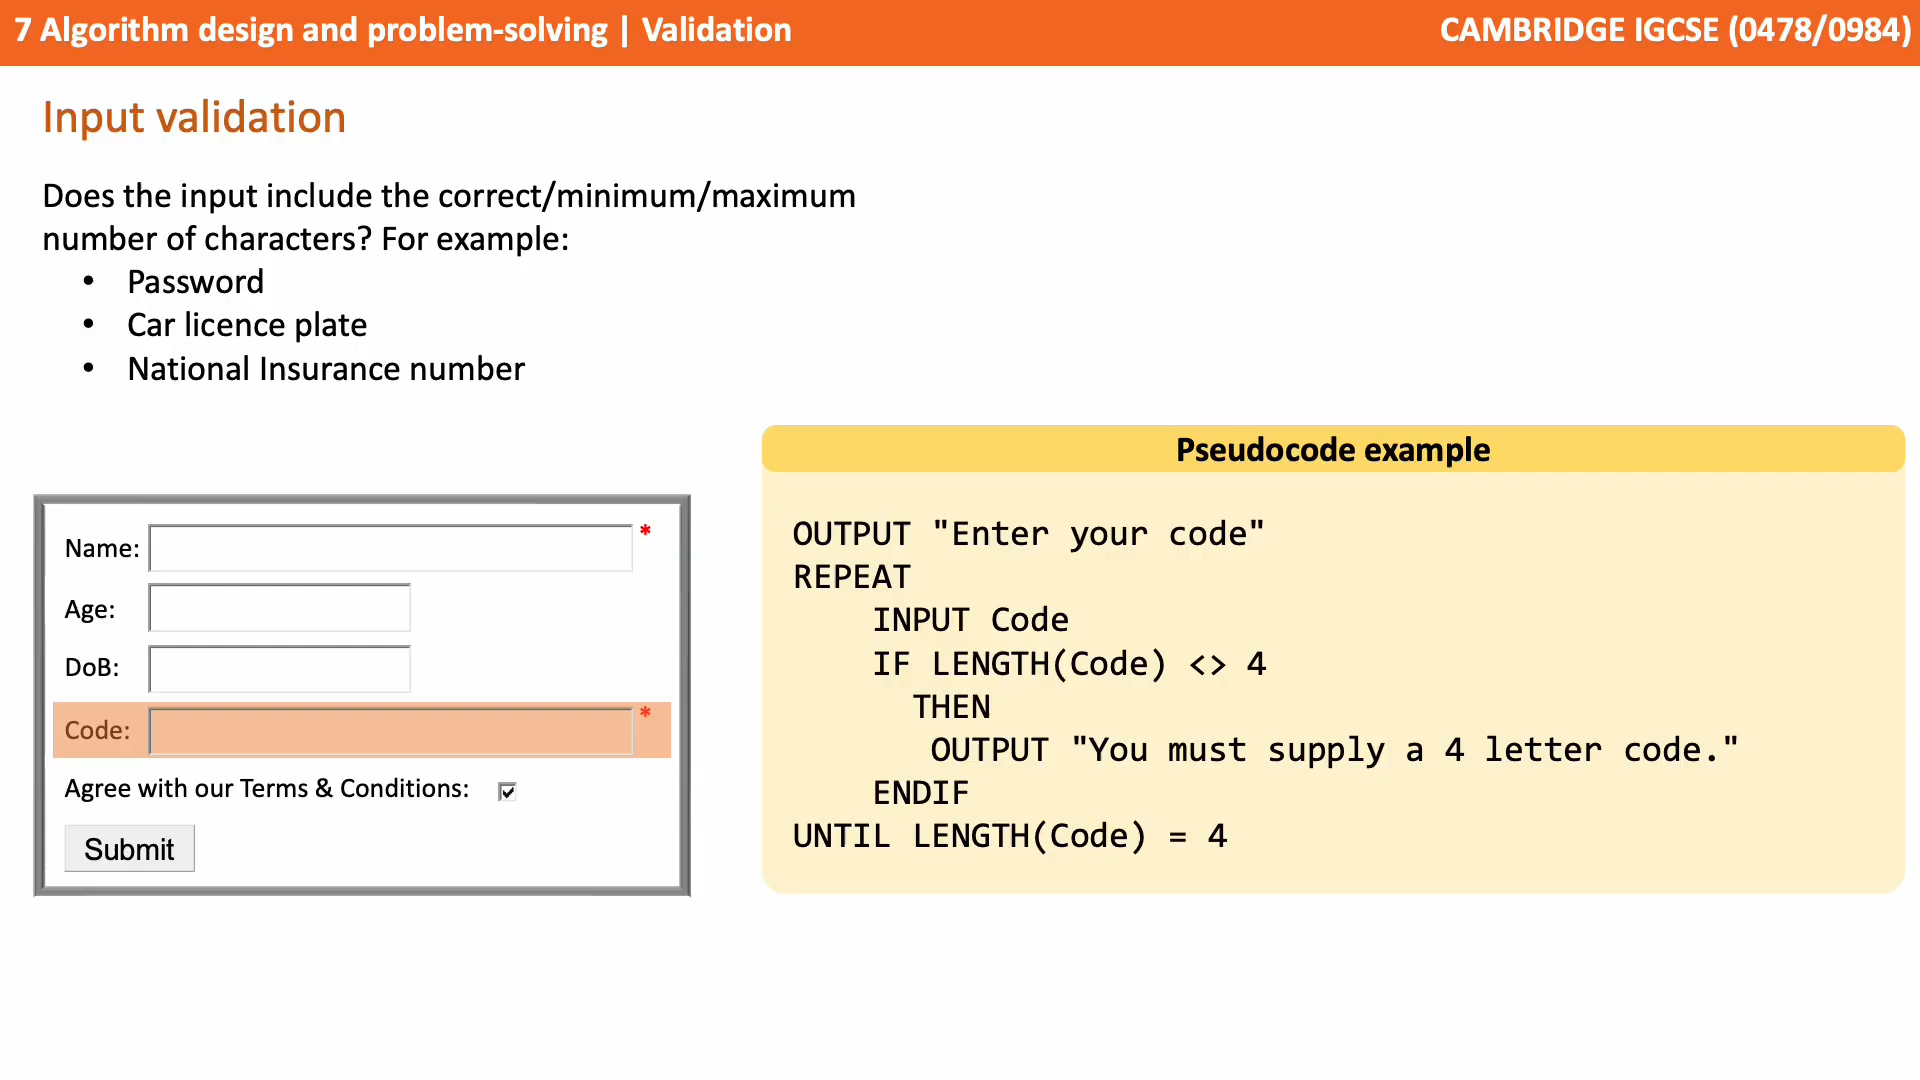 7 Algorithm design and problem-solving | Validation
CAMBRIDGE IGCSE (0478/0984)
Input validation
Does the input include the correct/minimum/maximum
number of characters? For example:
• Password
• Car licence plate
• National Insurance number
Name: *
Age:
DoB:
Code: *
Agree with our Terms & Conditions:
Submit
Pseudocode example
OUTPUT "Enter your code"
REPEAT
    INPUT Code
    IF LENGTH(Code) <> 4
      THEN
       OUTPUT "You must supply a 4 letter code."
    ENDIF
UNTIL LENGTH(Code) = 4